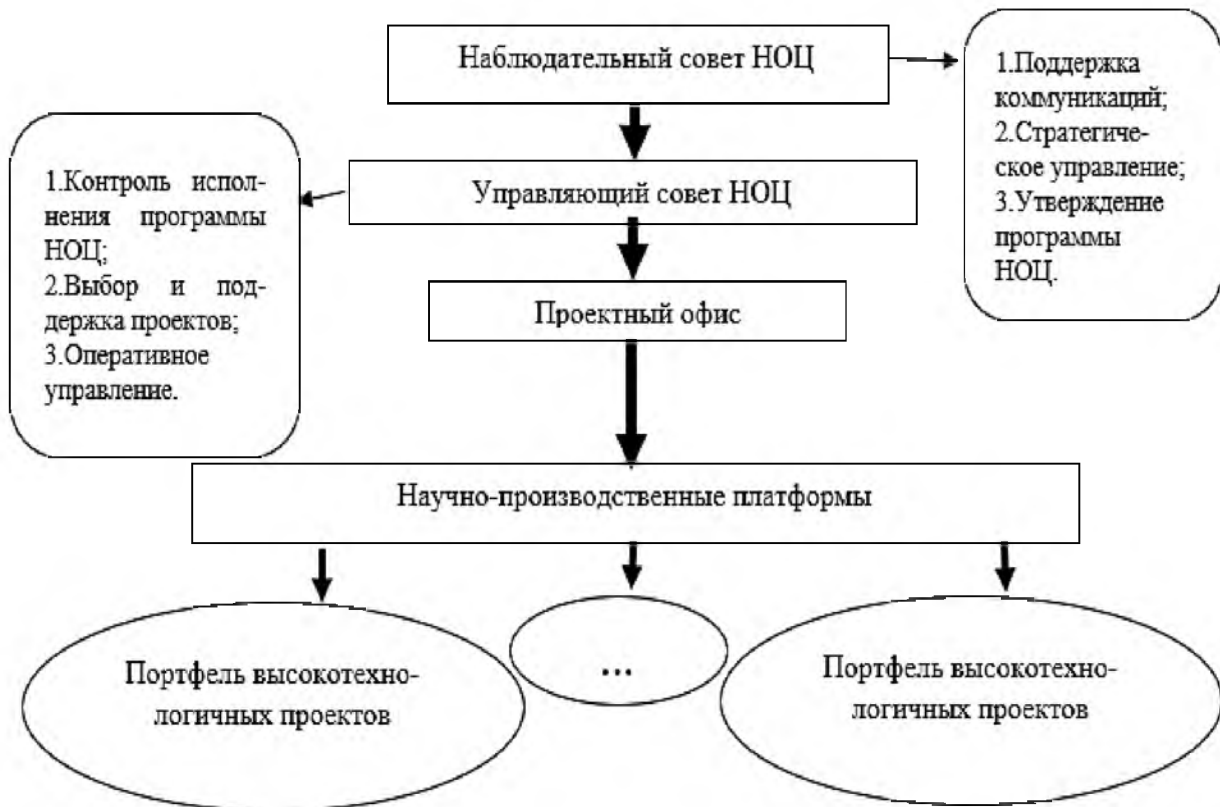 Наблюдательный совет НОЦ
1.Поддержка
коммуникаций;
2.Стратегиче-
ское управление;
3.Утверждение
программы
НОЦ.
Управляющий совет НОЦ
1.Контроль испол-
нения программы
НОЦ;
2.Выбор и под-
держка проектов;
3.Оперативное
управление.
Проектный офис
Научно-производственные платформы
Портфель высокотехно-
логичных проектов
...
Портфель высокотехно-
логичных проектов